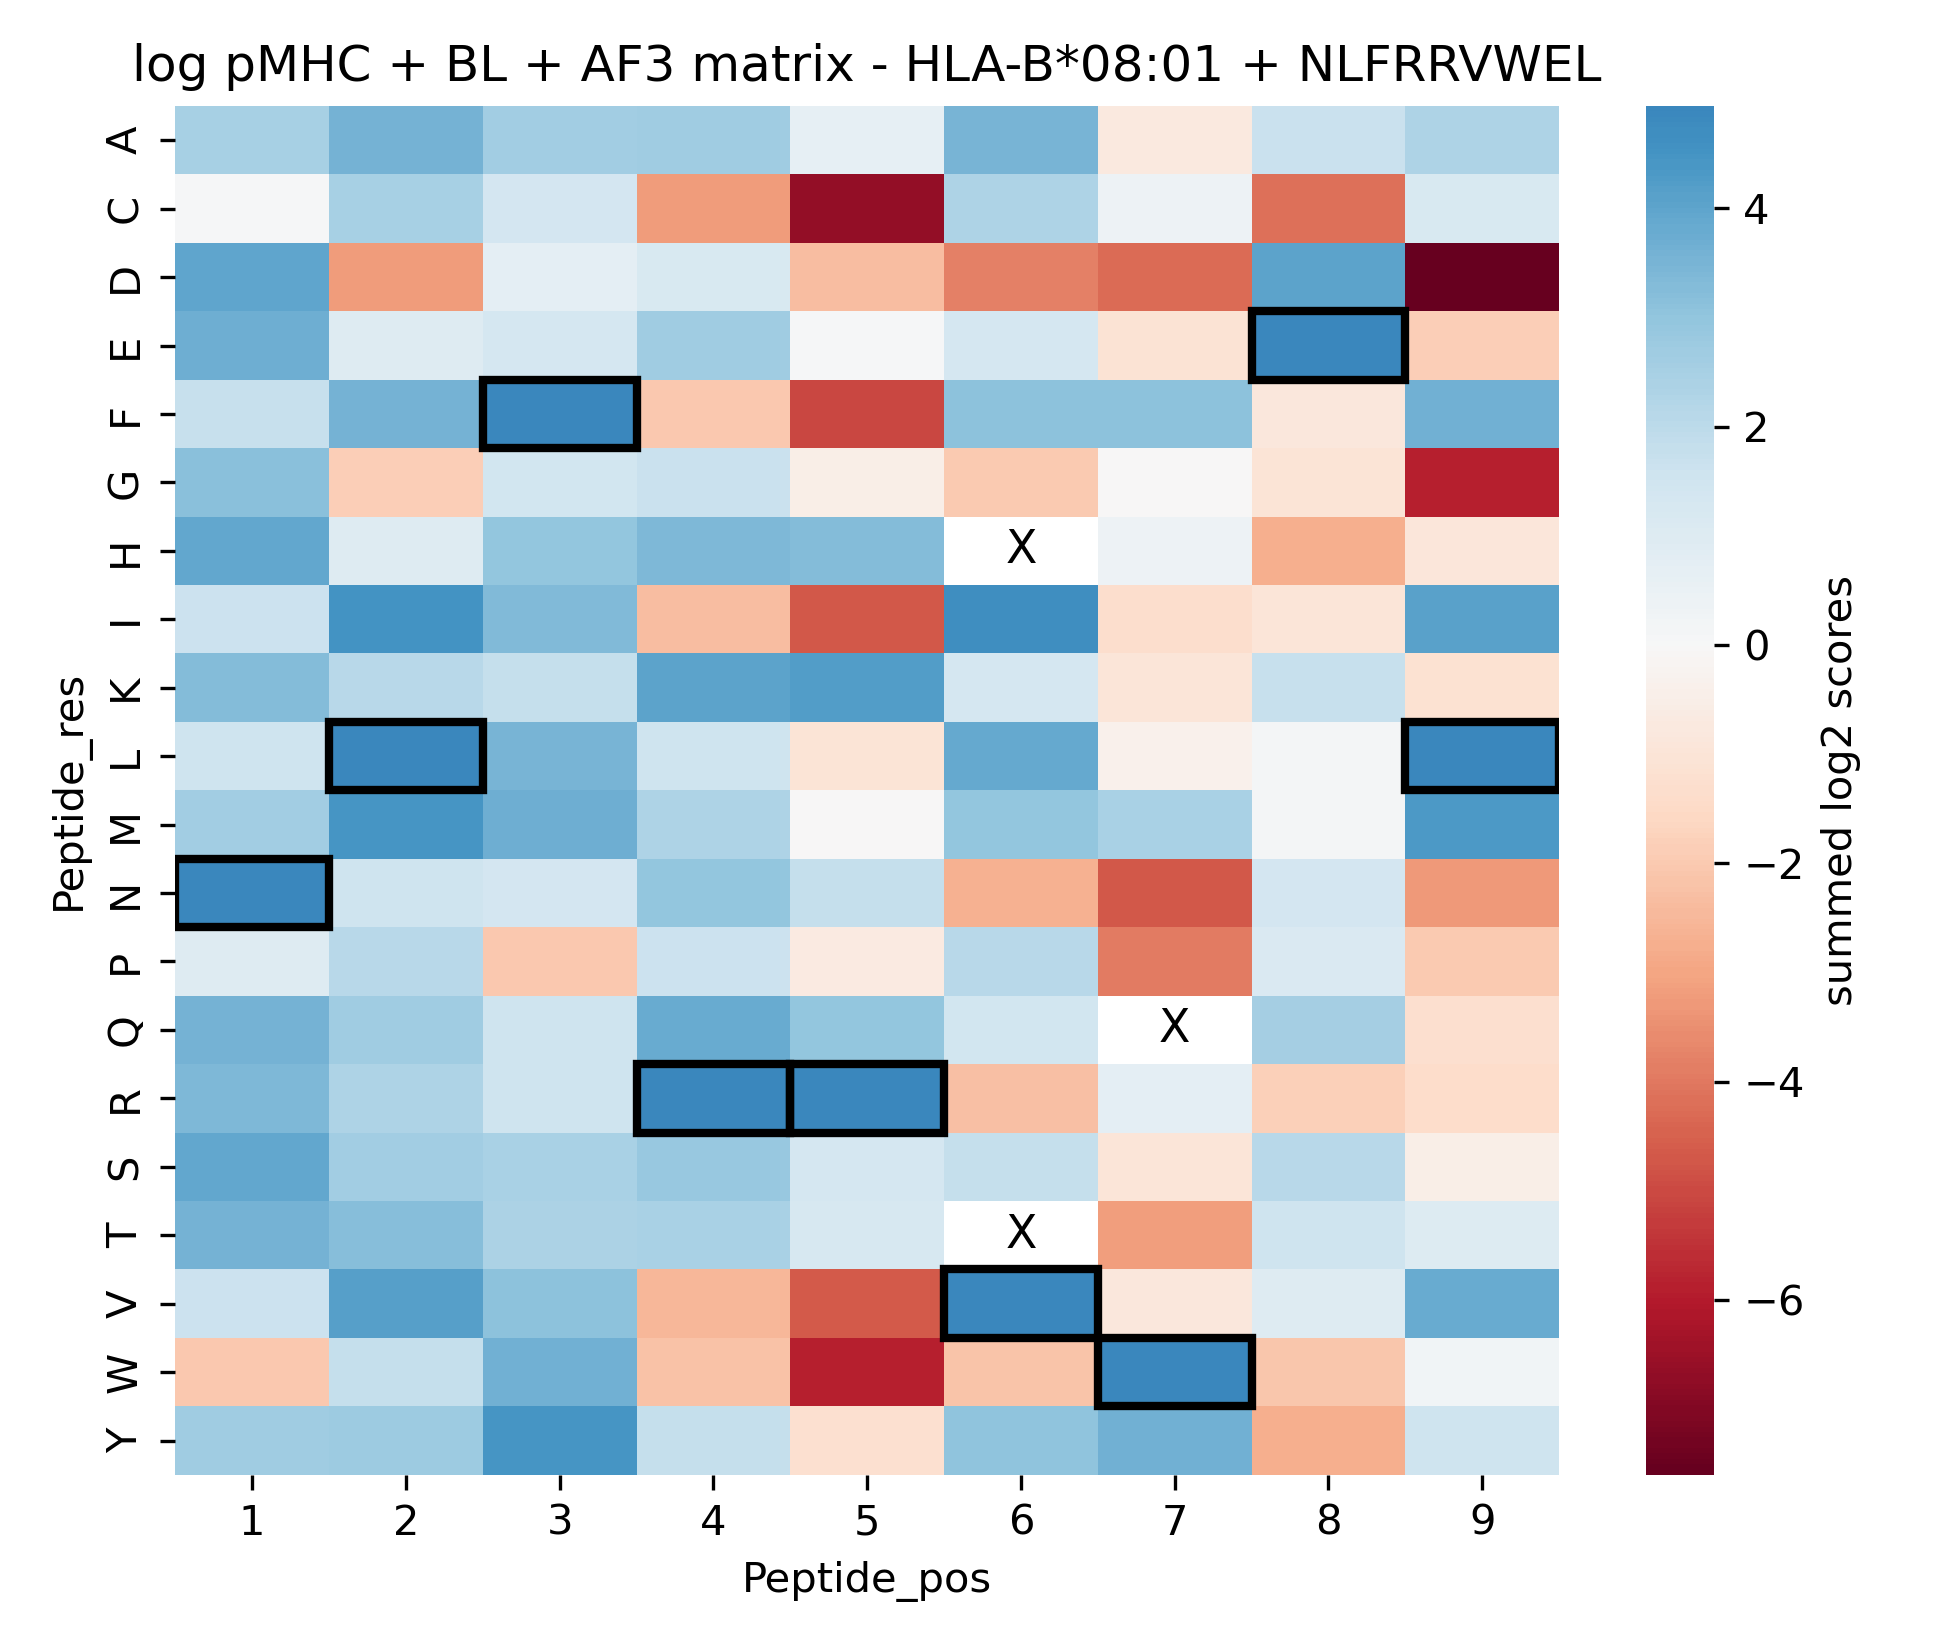 log pMHC + BL + AF3 matrix - HLA-B*08:01 + NLFRRVWEL
Peptide_res
A
C
D
E
F
G
H
I
K
L
M
N
P
Q
R
S
T
V
W
Y
X
X
X
1 2 3 4 5 6 7 8 9
Peptide_pos
4
2
0
−2
−4
−6
summed log2 scores